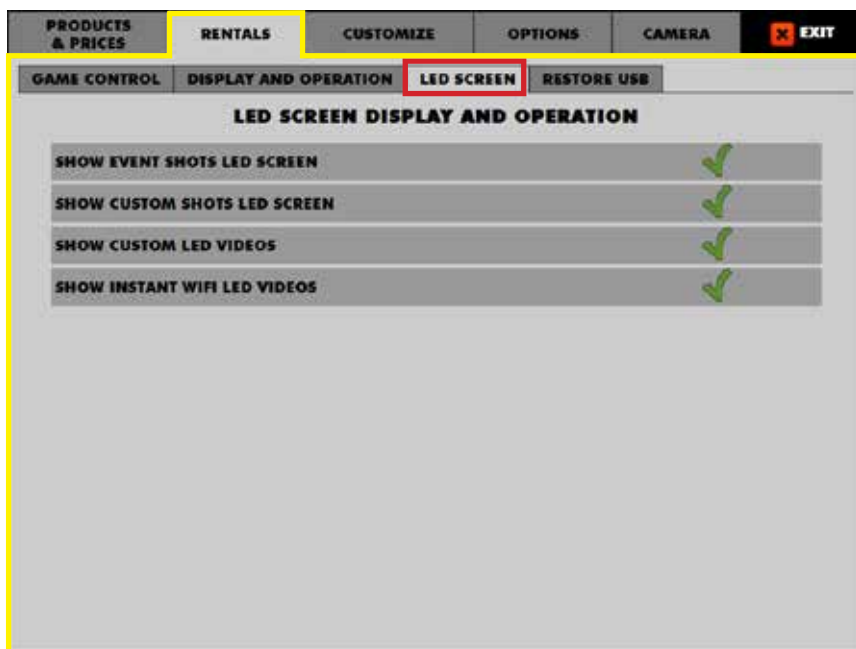 PRODUCTS
& PRICES
RENTALS
CUSTOMIZE
OPTIONS
CAMERA
EXIT
GAME CONTROL
DISPLAY AND OPERATION
LED SCREEN
RESTORE USB
LED SCREEN DISPLAY AND OPERATION
SHOW EVENT SHOTS LED SCREEN
SHOW CUSTOM SHOTS LED SCREEN
SHOW CUSTOM LED VIDEOS
SHOW INSTANT WIFI LED VIDEOS